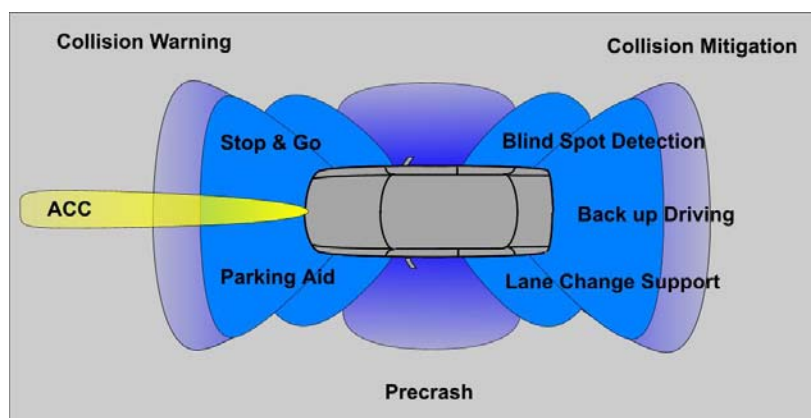 Collision Warning
Collision Mitigation
Stop & Go
Blind Spot Detection
ACC
Back up Driving
Parking Aid
Lane Change Support
Precrash